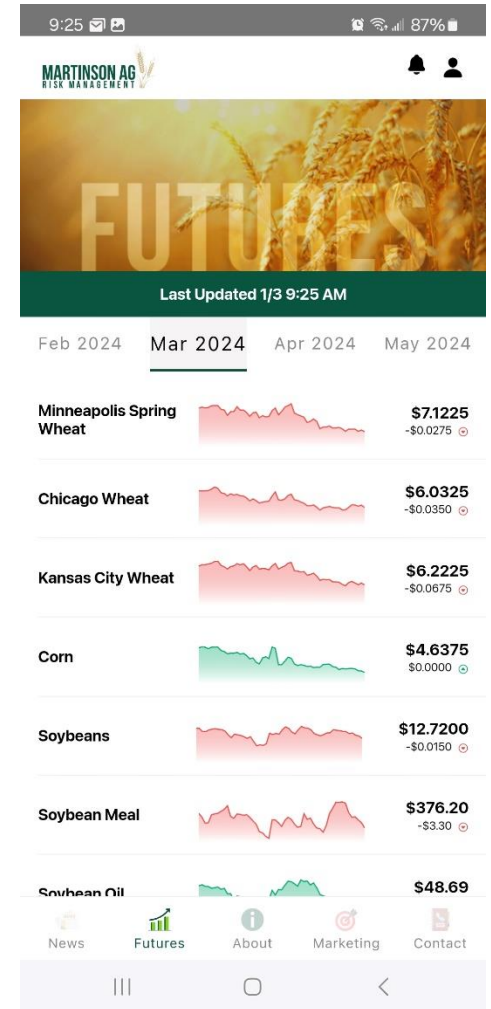 9:25
87%
MARTINSON AG
RISK MANAGEMENT
FUTURES
Last Updated 1/3 9:25 AM
Feb 2024 Mar 2024 Apr 2024 May 2024
Minneapolis Spring
Wheat
$7.1225
-$0.0275
Chicago Wheat
$6.0325
-$0.0350
Kansas City Wheat
$6.2225
-$0.0675
Corn
$4.6375
$0.0000
Soybeans
$12.7200
-$0.0150
Soybean Meal
$376.20
-$3.30
Soybean Oil
$48.69
News Futures About Marketing Contact